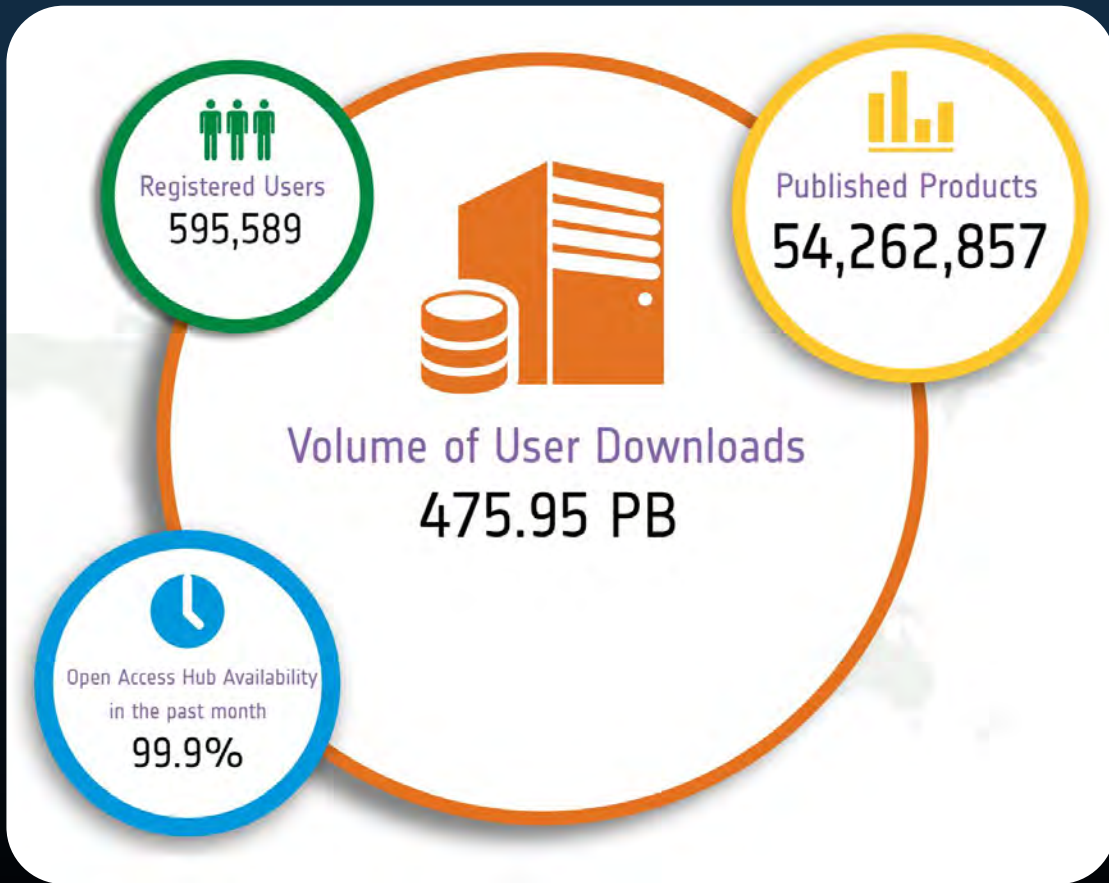 Registered Users
595,589
Published Products
54,262,857
Volume of User Downloads
475.95 PB
Open Access Hub Availability
in the past month
99.9%